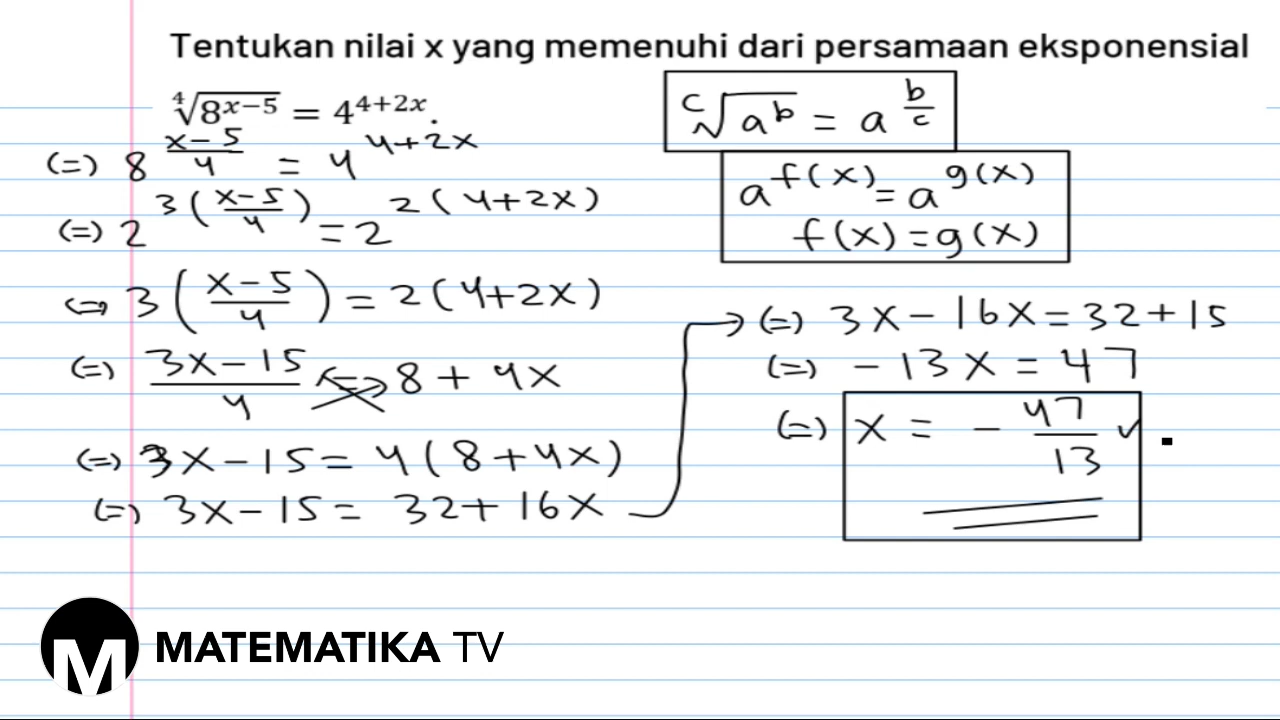 Tentukan nilai x yang memenuhi dari persamaan eksponensial
∜(8^(x−5)) = 4^(4+2x).
(=) 8^((x−5)/4) = 4^(4+2x)
(=) 2^(3((x−5)/4)) = 2^(2(4+2x))
⇔ 3((x−5)/4) = 2(4+2x)
(=) (3x−15)/4 = 8 + 4x
(=) 3x−15 = 4(8+4x)
(=) 3x−15 = 32+16x
ᶜ√(a^b) = a^(b/c)
a^(f(x)) = a^(g(x))
f(x) = g(x)
(=) 3x − 16x = 32+15
(=) −13x = 47
(=) x = −47/13 ✓
M MATEMATIKA TV